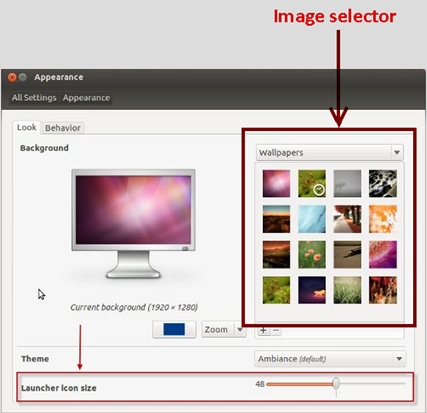 Image selector
Appearance
All Settings Appearance
Look Behavior
Background
Wallpapers
Current background (1920 × 1280)
Zoom
Theme
Ambiance (default)
Launcher icon size
48